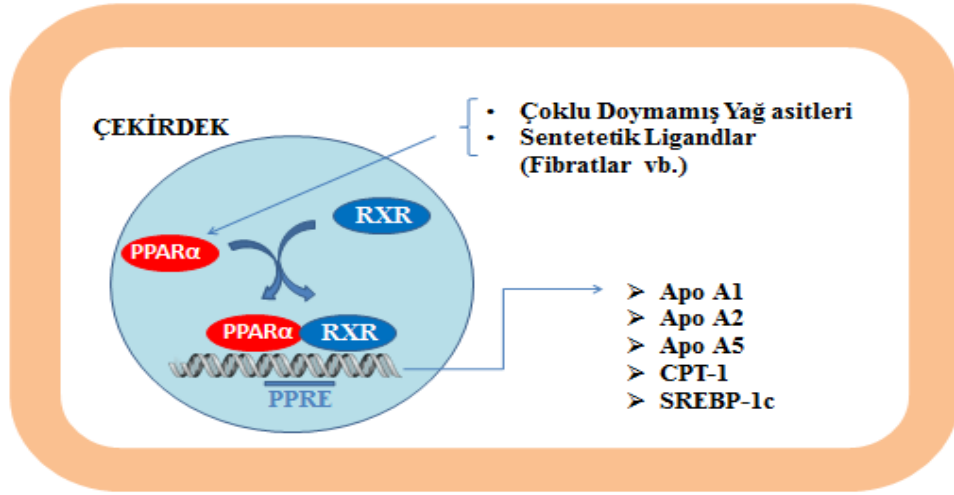 ÇEKİRDEK
• Çoklu Doymamış Yağ asitleri
• Sentetetik Ligandlar
(Fibratlar vb.)
RXR
PPARα
PPARα RXR
PPRE
➢ Apo A1
➢ Apo A2
➢ Apo A5
➢ CPT-1
➢ SREBP-1c